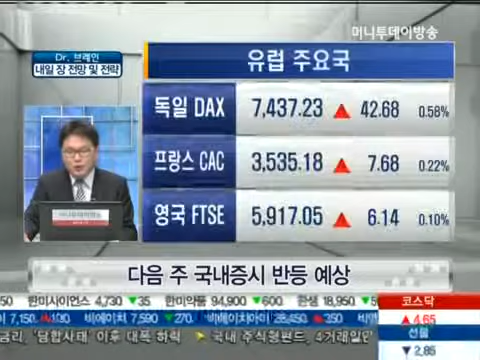 머니투데이방송
Dr. 브레인
내일 장 전망 및 전략
유럽 주요국
독일 DAX 7,437.23 ▲ 42.68 0.58%
프랑스 CAC 3,535.18 ▲ 7.68 0.22%
영국 FTSE 5,917.05 ▲ 6.14 0.10%
머니투데이방송
다음 주 국내증시 반등 예상
50 한미사이언스 4,730 ▼35 한미약품 94,900 ▼600 한샘 18,950 ▼50
코스닥
▲ 4.65
7,150 비에이치 7,590 ▼270 비아이이엠티
선물
▼ 2.85
금리, '담합사태' 이후 대폭 하락 국내 주식형펀드, 4거래일만